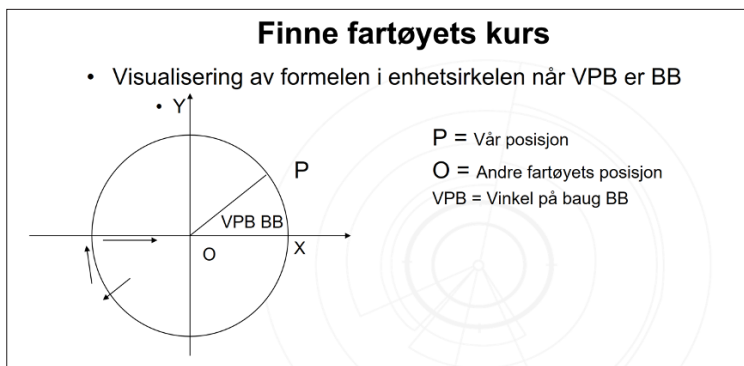 Finne fartøyets kurs
• Visualisering av formelen i enhetsirkelen når VPB er BB
• Y
P
VPB BB
O
X
P = Vår posisjon
O = Andre fartøyets posisjon
VPB = Vinkel på baug BB